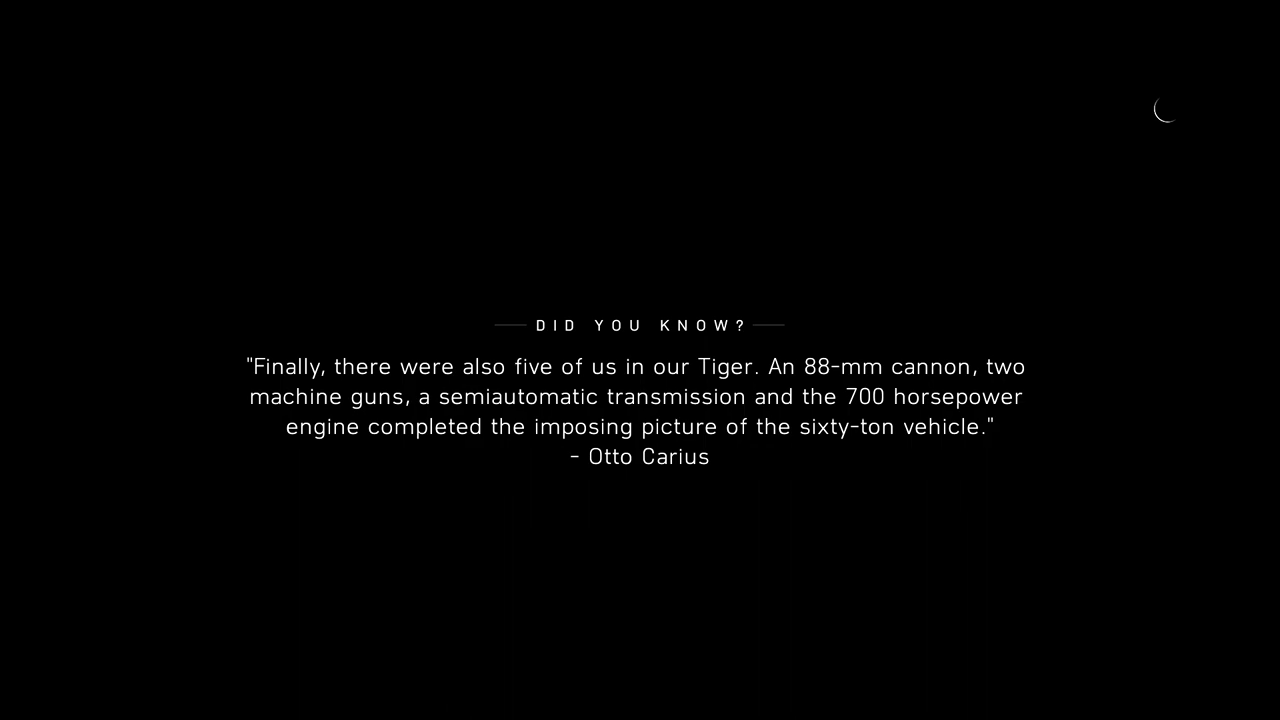 DID YOU KNOW?
"Finally, there were also five of us in our Tiger. An 88-mm cannon, two
machine guns, a semiautomatic transmission and the 700 horsepower
engine completed the imposing picture of the sixty-ton vehicle."
- Otto Carius